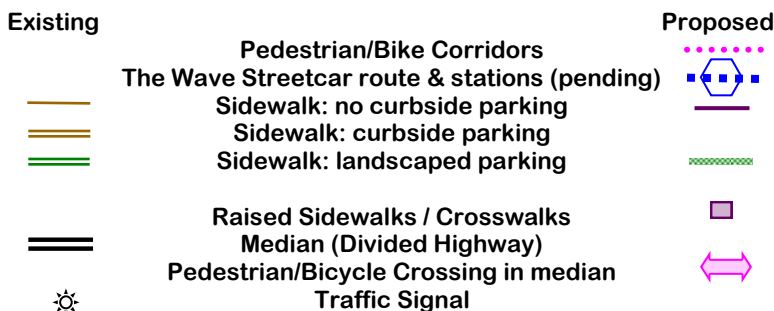 Existing Proposed
Pedestrian/Bike Corridors
The Wave Streetcar route & stations (pending)
Sidewalk: no curbside parking
Sidewalk: curbside parking
Sidewalk: landscaped parking
Raised Sidewalks / Crosswalks
Median (Divided Highway)
Pedestrian/Bicycle Crossing in median
Traffic Signal